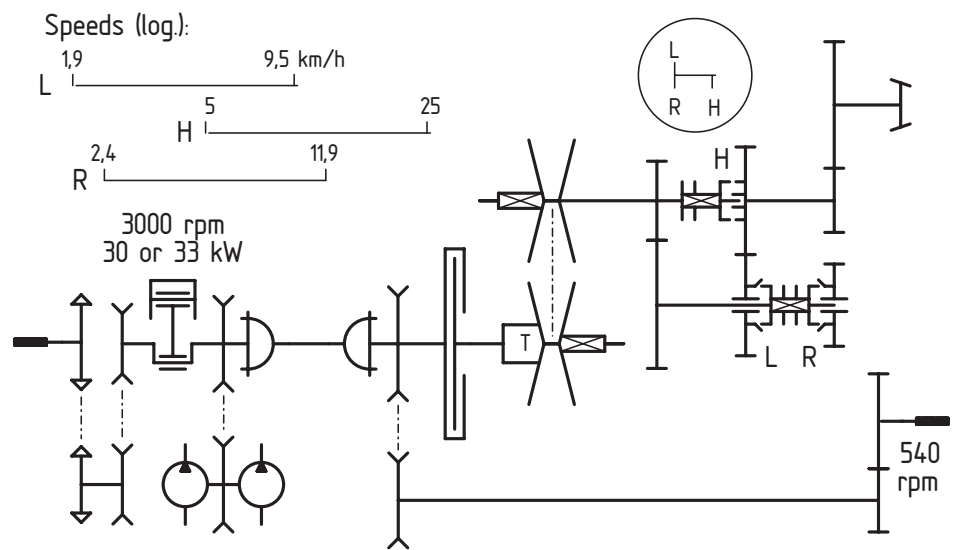 Speeds (log.):
1,9 9,5 km/h
L
5 25
H
2,4 11,9
R
3000 rpm
30 or 33 kW
L
R H
H
T
L R
540
rpm